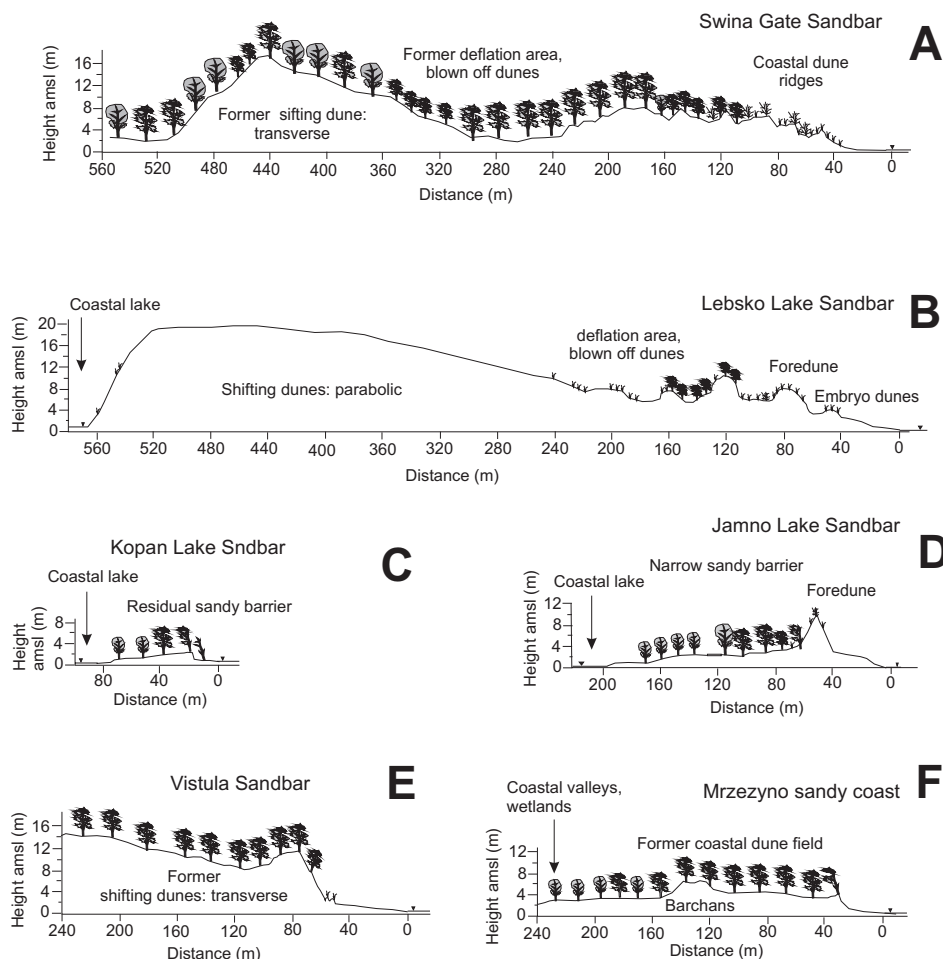 Swina Gate Sandbar
A
Height amsl (m)
16
12
8
4
0
Former deflation area,
blown off dunes
Coastal dune
ridges
Former sifting dune:
transverse
560 520 480 440 400 360 320 280 240 200 160 120 80 40 0
Distance (m)
Coastal lake
Lebsko Lake Sandbar
B
Height amsl (m)
20
16
12
8
4
0
deflation area,
blown off dunes
Foredune
Embryo dunes
Shifting dunes: parabolic
560 520 480 440 400 360 320 280 240 200 160 120 80 40 0
Distance (m)
Kopan Lake Sndbar
C
Coastal lake
Residual sandy barrier
Height
amsl (m)
8
4
0
80 40 0
Distance (m)
Jamno Lake Sandbar
D
Narrow sandy barrier
Coastal lake
Foredune
Height amsl (m)
12
8
4
0
200 160 120 80 40 0
Distance (m)
Vistula Sandbar
E
Height amsl (m)
16
12
8
4
0
Former
shifting dunes: transverse
240 200 160 120 80 40 0
Distance (m)
Coastal valleys,
wetlands
Mrzezyno sandy coast
F
Former coastal dune field
Height amsl (m)
12
8
4
0
Barchans
240 200 160 120 80 40 0
Distance (m)